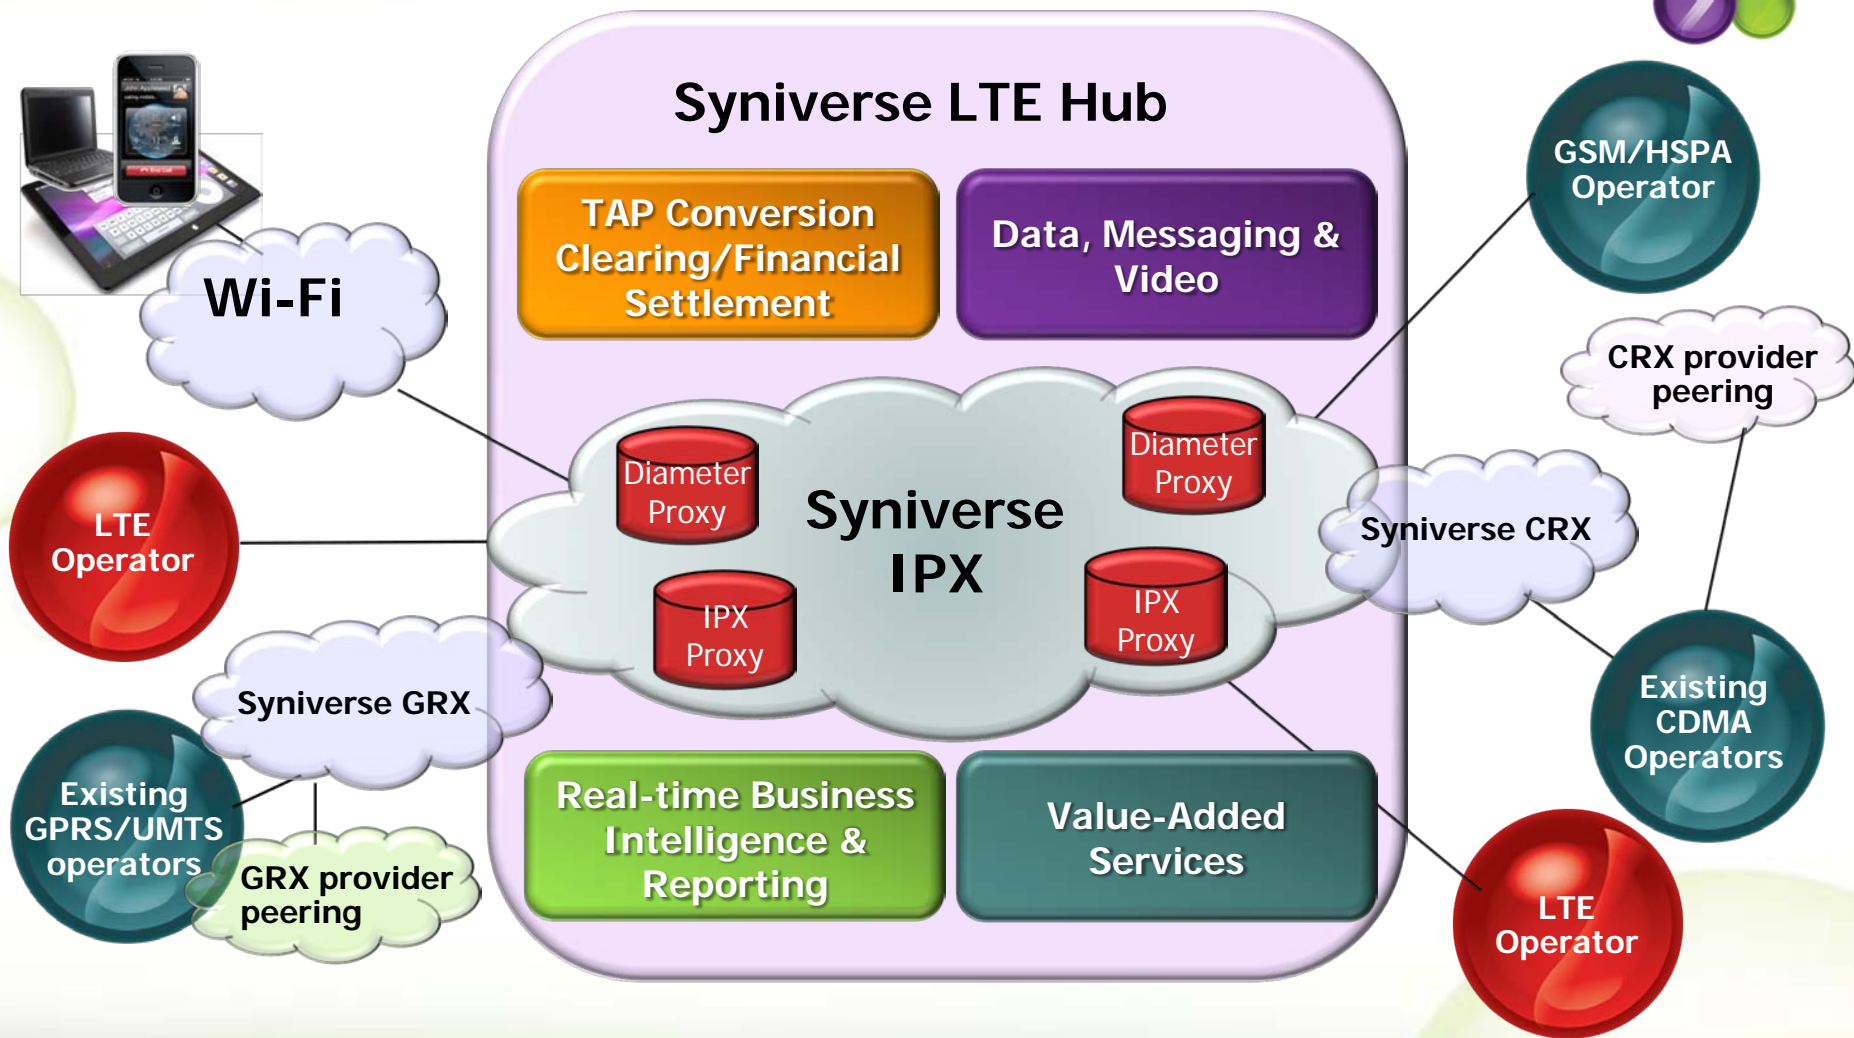 Syniverse LTE Hub
TAP Conversion
Clearing/Financial
Settlement
Data, Messaging &
Video
Wi-Fi
GSM/HSPA
Operator
CRX provider
peering
Diameter
Proxy
Diameter
Proxy
Syniverse
IPX
IPX
Proxy
IPX
Proxy
LTE
Operator
Syniverse CRX
Syniverse GRX
Existing
CDMA
Operators
Existing
GPRS/UMTS
operators
GRX provider
peering
Real-time Business
Intelligence &
Reporting
Value-Added
Services
LTE
Operator
End Call